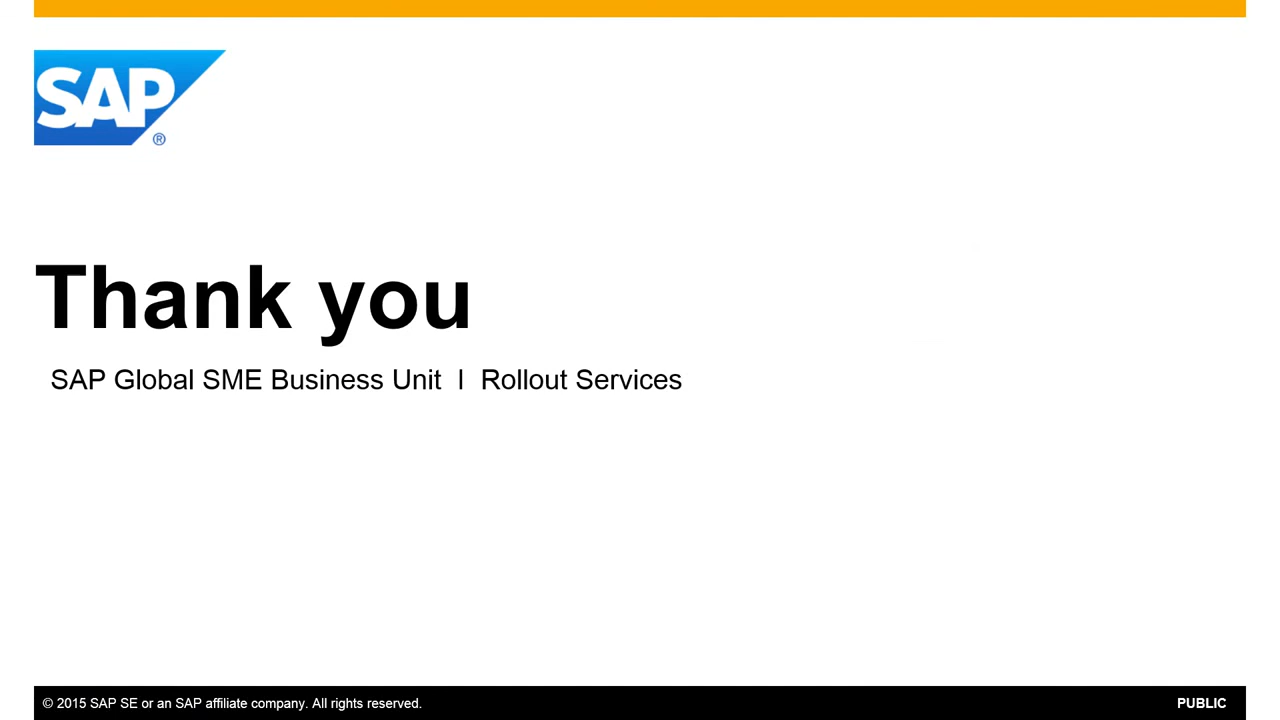 SAP
®
Thank you
SAP Global SME Business Unit | Rollout Services
© 2015 SAP SE or an SAP affiliate company. All rights reserved.
PUBLIC